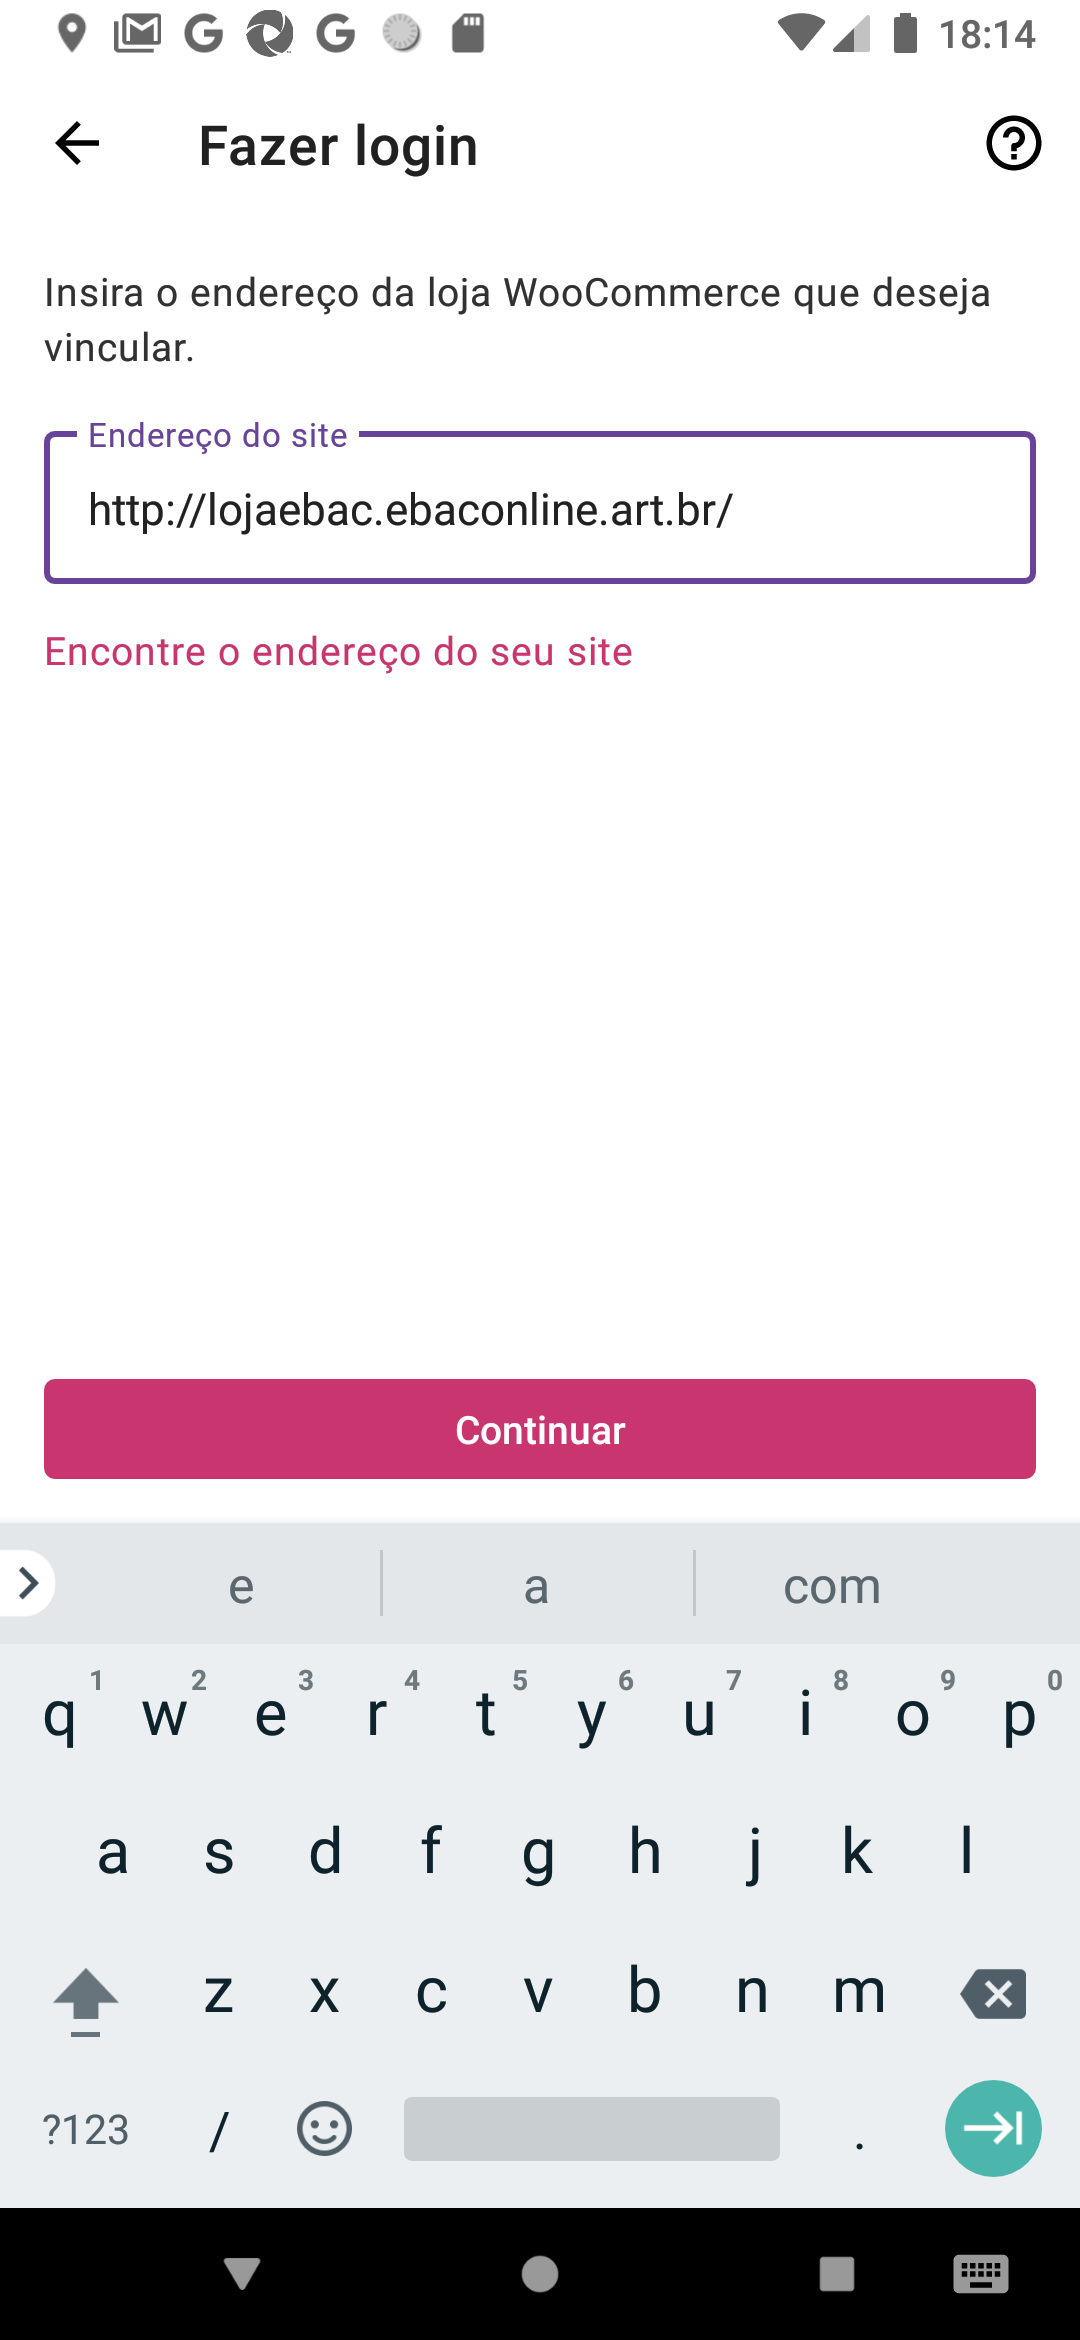 18:14
Fazer login
Insira o endereço da loja WooCommerce que deseja
vincular.
Endereço do site
http://lojaebac.ebaconline.art.br/
Encontre o endereço do seu site
Continuar
e a com
q 1 w 2 e 3 r 4 t 5 y 6 u 7 i 8 o 9 p 0
a s d f g h j k l
z x c v b n m
?123 / .